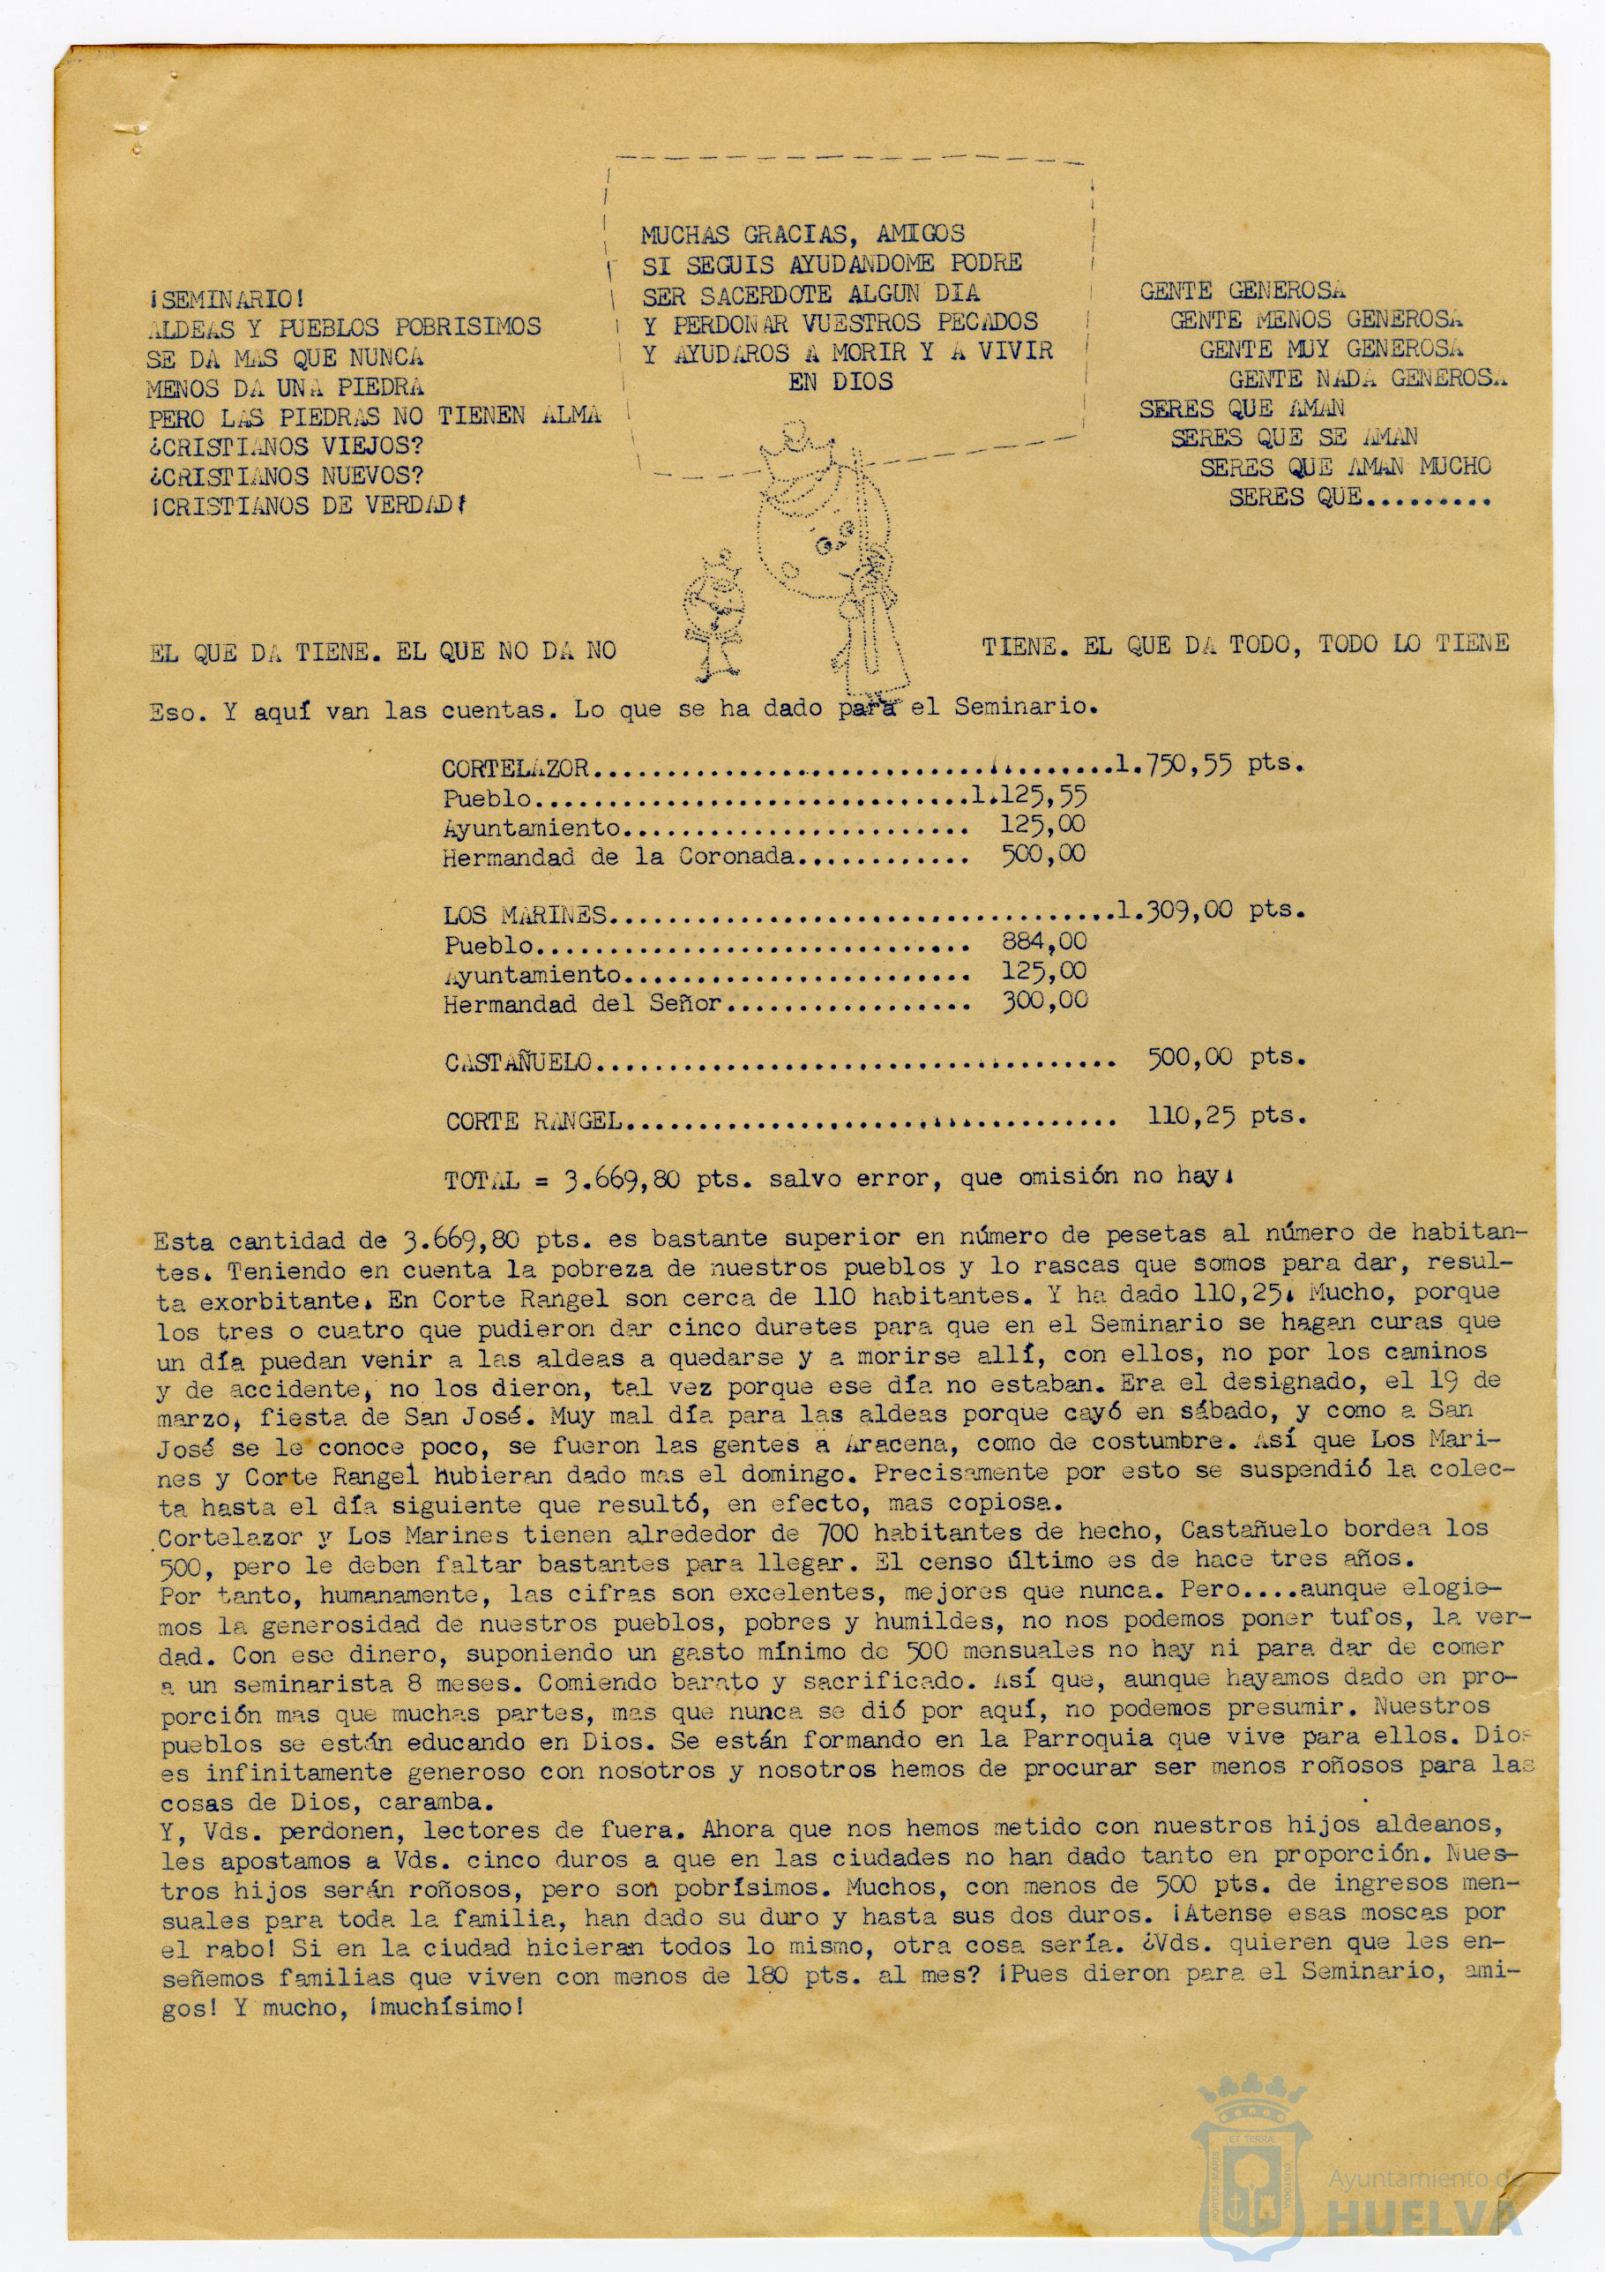 MUCHAS GRACIAS, AMIGOS
SI SEGUIS AYUDANDOME PODRE
SER SACERDOTE ALGUN DIA
Y PERDONAR VUESTROS PECADOS
Y AYUDAROS A MORIR Y A VIVIR
EN DIOS
¡SEMINARIO!
ALDEAS Y PUEBLOS POBRISIMOS
SE DA MAS QUE NUNCA
MENOS DA UNA PIEDRA
PERO LAS PIEDRAS NO TIENEN ALMA
¿CRISTIANOS VIEJOS?
¿CRISTIANOS NUEVOS?
¡CRISTIANOS DE VERDAD!
GENTE GENEROSA
GENTE MENOS GENEROSA
GENTE MUY GENEROSA
GENTE NADA GENEROSA
SERES QUE AMAN
SERES QUE SE AMAN
SERES QUE AMAN MUCHO
SERES QUE.........
EL QUE DA TIENE. EL QUE NO DA NO TIENE. EL QUE DA TODO, TODO LO TIENE
Eso. Y aquí van las cuentas. Lo que se ha dado para el Seminario.
CORTELAZOR....................................1.750,55 pts.
Pueblo..............................1.125,55
Ayuntamiento........................ 125,00
Hermandad de la Coronada............ 500,00
LOS MARINES...................................1.309,00 pts.
Pueblo.............................. 884,00
Ayuntamiento........................ 125,00
Hermandad del Señor................. 300,00
CASTAÑUELO.................................... 500,00 pts.
CORTE RANGEL.................................. 110,25 pts.
TOTAL = 3.669,80 pts. salvo error, que omisión no hay.
Esta cantidad de 3.669,80 pts. es bastante superior en número de pesetas al número de habitan-
tes. Teniendo en cuenta la pobreza de nuestros pueblos y lo rascas que somos para dar, resul-
ta exorbitante. En Corte Rangel son cerca de 110 habitantes. Y ha dado 110,25. Mucho, porque
los tres o cuatro que pudieron dar cinco duretes para que en el Seminario se hagan curas que
un día puedan venir a las aldeas a quedarse y a morirse allí, con ellos, no por los caminos
y de accidente, no los dieron, tal vez porque ese día no estaban. Era el designado, el 19 de
marzo, fiesta de San José. Muy mal día para las aldeas porque cayó en sábado, y como a San
José se le conoce poco, se fueron las gentes a Aracena, como de costumbre. Así que Los Mari-
nes y Corte Rangel hubieran dado mas el domingo. Precisamente por esto se suspendió la colec-
ta hasta el día siguiente que resultó, en efecto, mas copiosa.
Cortelazor y Los Marines tienen alrededor de 700 habitantes de hecho, Castañuelo bordea los
500, pero le deben faltar bastantes para llegar. El censo último es de hace tres años.
Por tanto, humanamente, las cifras son excelentes, mejores que nunca. Pero....aunque elogie-
mos la generosidad de nuestros pueblos, pobres y humildes, no nos podemos poner tufos, la ver-
dad. Con ese dinero, suponiendo un gasto mínimo de 500 mensuales no hay ni para dar de comer
a un seminarista 8 meses. Comiendo barato y sacrificado. Así que, aunque hayamos dado en pro-
porción mas que muchas partes, mas que nunca se dió por aquí, no podemos presumir. Nuestros
pueblos se están educando en Dios. Se están formando en la Parroquia que vive para ellos. Dios
es infinitamente generoso con nosotros y nosotros hemos de procurar ser menos roñosos para las
cosas de Dios, caramba.
Y, Vds. perdonen, lectores de fuera. Ahora que nos hemos metido con nuestros hijos aldeanos,
les apostamos a Vds. cinco duros a que en las ciudades no han dado tanto en proporción. Nues-
tros hijos serán roñosos, pero son pobrísimos. Muchos, con menos de 500 pts. de ingresos men-
suales para toda la familia, han dado su duro y hasta sus dos duros. ¡Atense esas moscas por
el rabo! Si en la ciudad hicieran todos lo mismo, otra cosa sería. ¿Vds. quieren que les en-
señemos familias que viven con menos de 180 pts. al mes? ¡Pues dieron para el Seminario, ami-
gos! Y mucho, ¡muchísimo!
PORTUS MARIS
ET TERRÆ
CUSTODIA
Ayuntamiento de
HUELVA